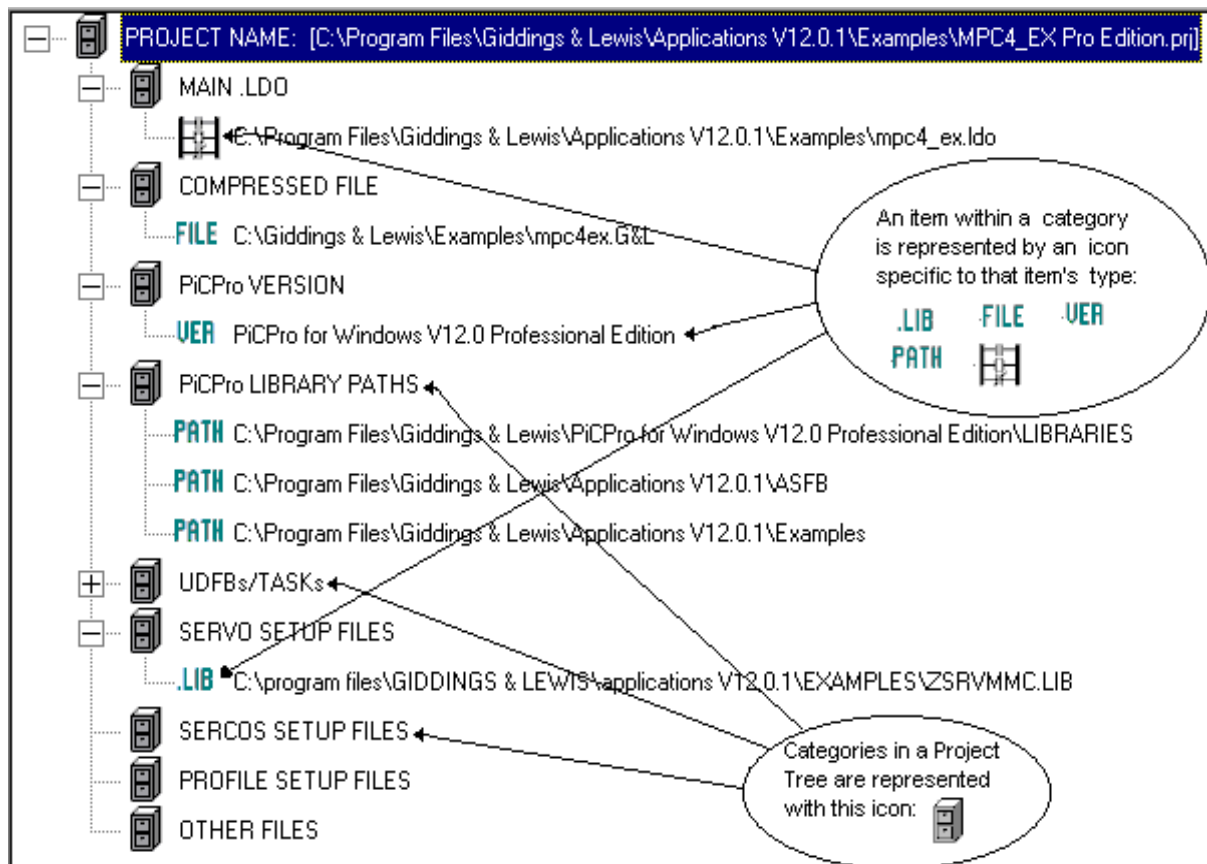 PROJECT NAME: [C:\Program Files\Giddings & Lewis\Applications V12.0.1\Examples\MPC4_EX Pro Edition.prj]
MAIN .LDO
C:\Program Files\Giddings & Lewis\Applications V12.0.1\Examples\mpc4_ex.ldo
COMPRESSED FILE
FILE C:\Giddings & Lewis\Examples\mpc4ex.G&L
PiCPro VERSION
VER PiCPro for Windows V12.0 Professional Edition
An item within a category
is represented by an icon
specific to that item's type:
.LIB FILE VER
PATH
PiCPro LIBRARY PATHS
PATH C:\Program Files\Giddings & Lewis\PiCPro for Windows V12.0 Professional Edition\LIBRARIES
PATH C:\Program Files\Giddings & Lewis\Applications V12.0.1\ASFB
PATH C:\Program Files\Giddings & Lewis\Applications V12.0.1\Examples
UDFBs/TASKs
SERVO SETUP FILES
.LIB C:\program files\GIDDINGS & LEWIS\applications V12.0.1\EXAMPLES\ZSRVMMC.LIB
SERCOS SETUP FILES
PROFILE SETUP FILES
OTHER FILES
Categories in a Project
Tree are represented
with this icon: